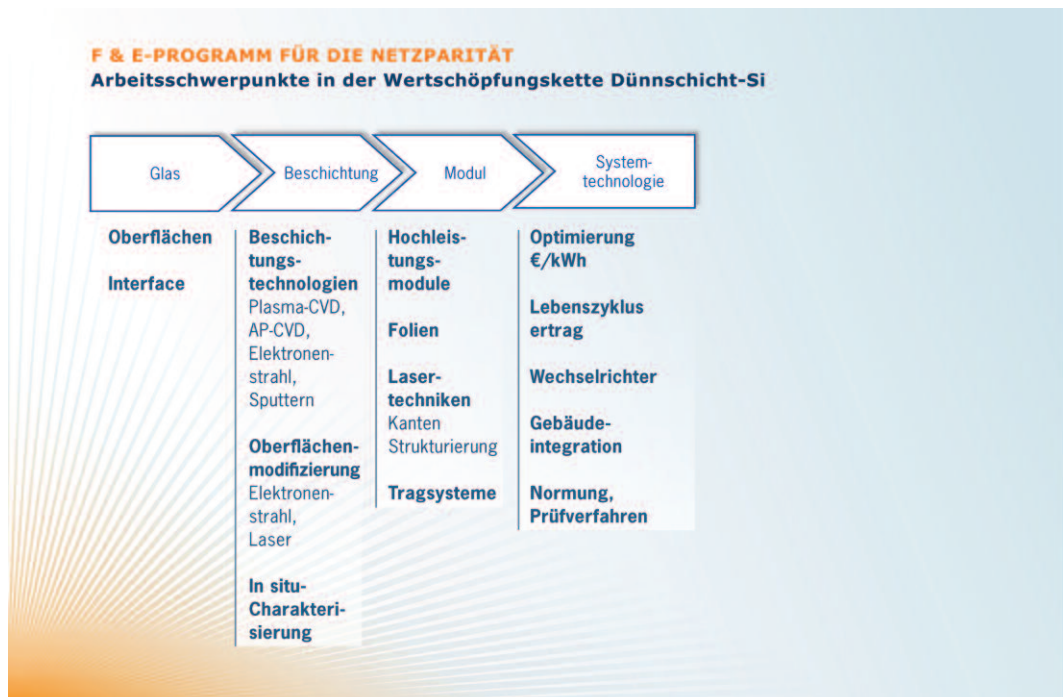 F & E-PROGRAMM FÜR DIE NETZPARITÄT
Arbeitsschwerpunkte in der Wertschöpfungskette Dünnschicht-Si
Glas
Beschichtung
Modul
System-
technologie
Oberflächen
Interface
Beschich-
tungs-
technologien
Plasma-CVD,
AP-CVD,
Elektronen-
strahl,
Sputtern
Oberflächen-
modifizierung
Elektronen-
strahl,
Laser
In situ-
Charakteri-
sierung
Hochleis-
tungs-
module
Folien
Laser-
techniken
Kanten
Strukturierung
Tragsysteme
Optimierung
€/kWh
Lebenszyklus
ertrag
Wechselrichter
Gebäude-
integration
Normung,
Prüfverfahren